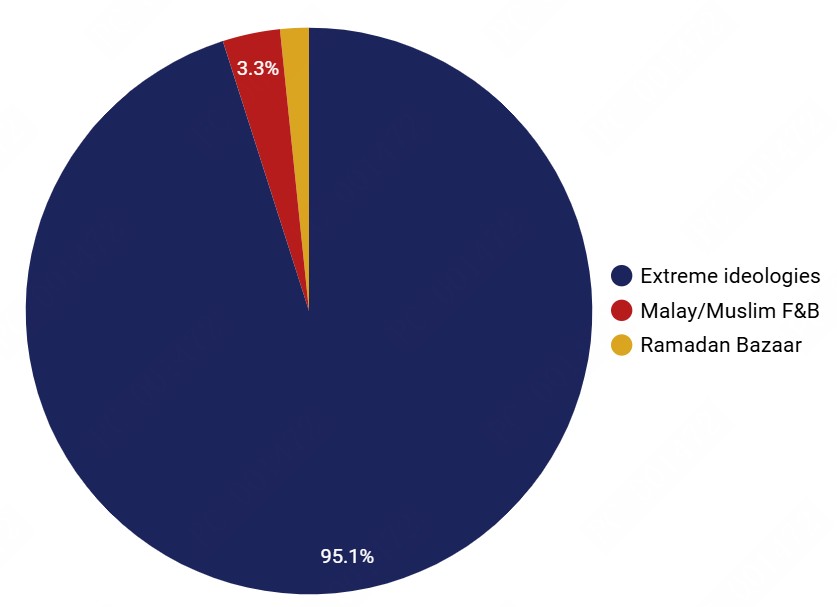 3.3%
Extreme ideologies
Malay/Muslim F&B
Ramadan Bazaar
95.1%